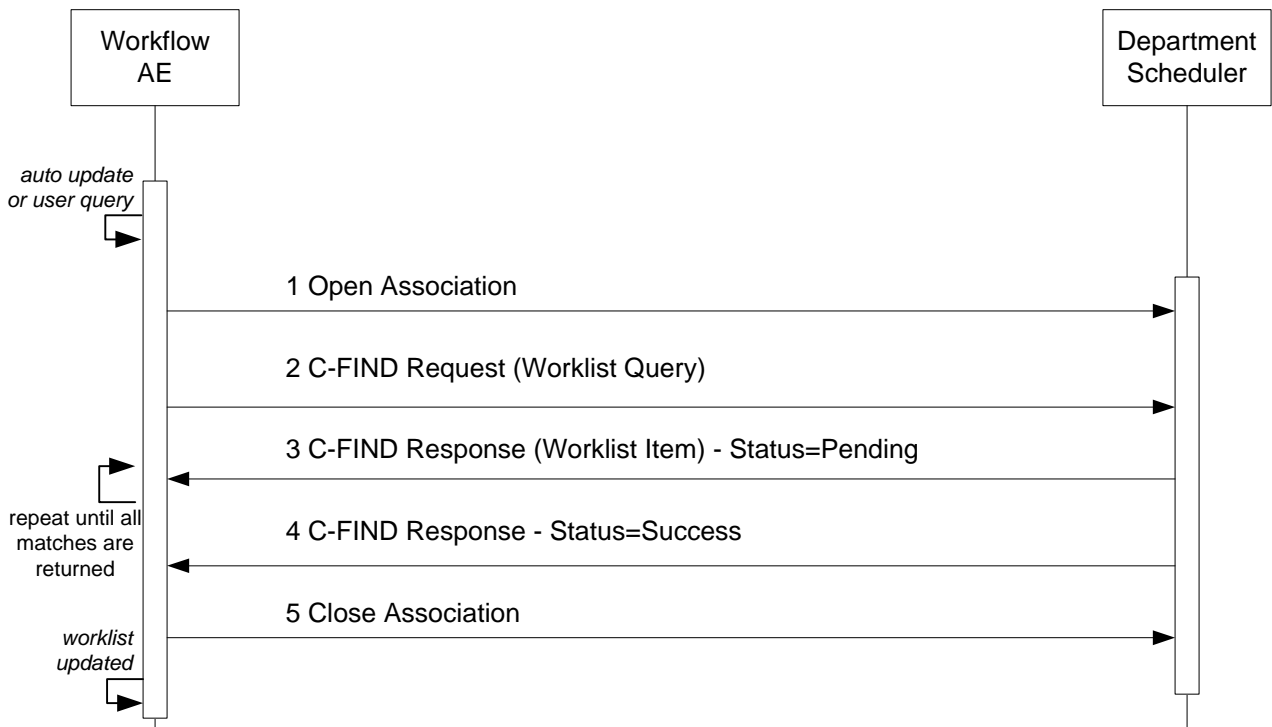 Workflow
AE
Department
Scheduler
auto update
or user query
1 Open Association
2 C-FIND Request (Worklist Query)
3 C-FIND Response (Worklist Item) - Status=Pending
repeat until all
matches are
returned
4 C-FIND Response - Status=Success
5 Close Association
worklist
updated